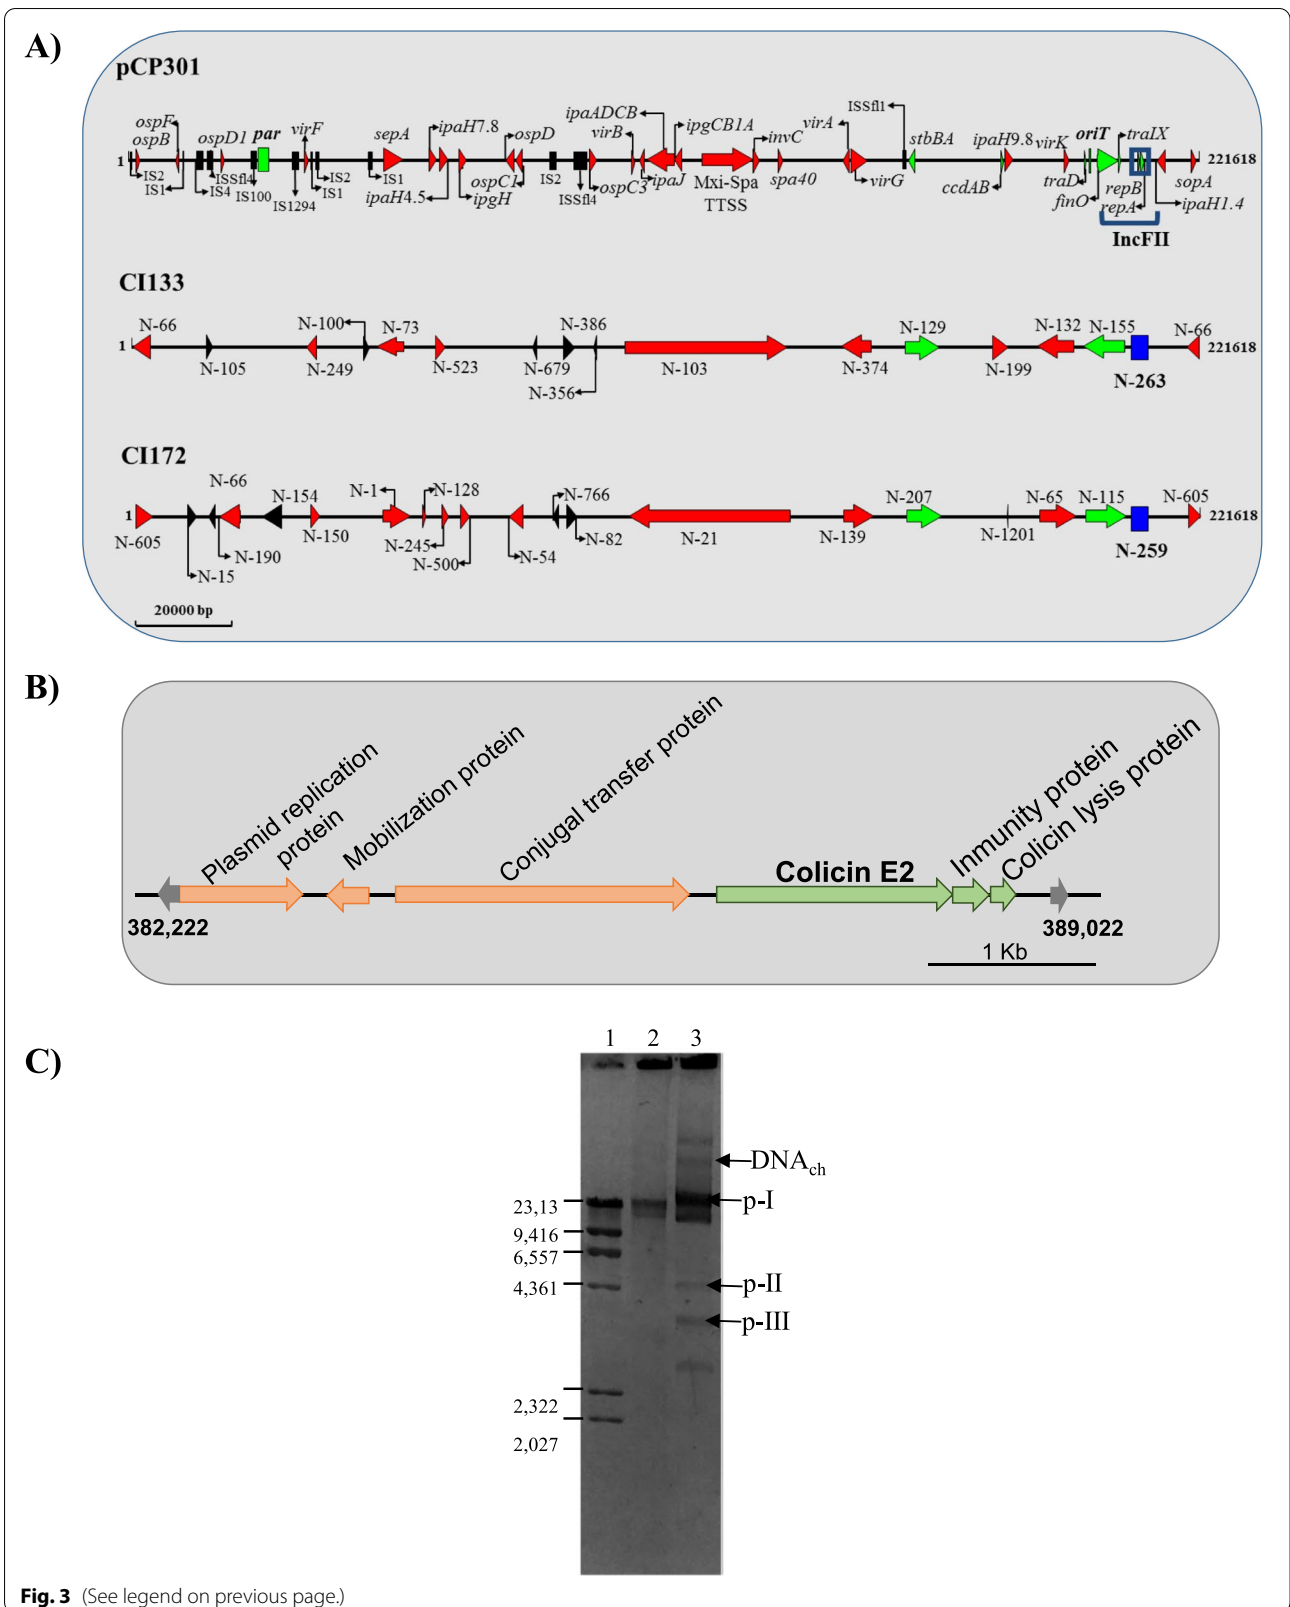 A)
pCP301
ospF
ospB
ospD1
par
virF
sepA
ipaH7.8
ospD
ipaADCB
virB
ipgCB1A
invC
virA
ISSfl1
stbBA
ipaH9.8
virK
oriT
traIX
1
221618
IS2
IS1
IS4
ISSfl4
IS100
IS1294
IS2
IS1
IS1
ipaH4.5
ospC1
ipgH
IS2
ISSfl4
ospC3
ipaJ
Mxi-Spa
TTSS
spa40
virG
ccdAB
traD
finO
repB
repA
sopA
ipaH1.4
IncFII
CI133
1
N-66
N-105
N-100
N-249
N-73
N-523
N-386
N-679
N-356
N-103
N-374
N-129
N-199
N-132
N-155
N-263
N-66
221618
CI172
1
N-605
N-66
N-15
N-190
N-154
N-150
N-1
N-128
N-245
N-500
N-54
N-766
N-82
N-21
N-139
N-207
N-1201
N-65
N-115
N-259
N-605
221618
20000 bp
B)
Plasmid replication
protein
Mobilization protein
Conjugal transfer protein
Colicin E2
Inmunity protein
Colicin lysis protein
382,222
389,022
1 Kb
C)
1 2 3
DNAch
23,13
p-I
9,416
6,557
4,361
p-II
p-III
2,322
2,027
Fig. 3 (See legend on previous page.)